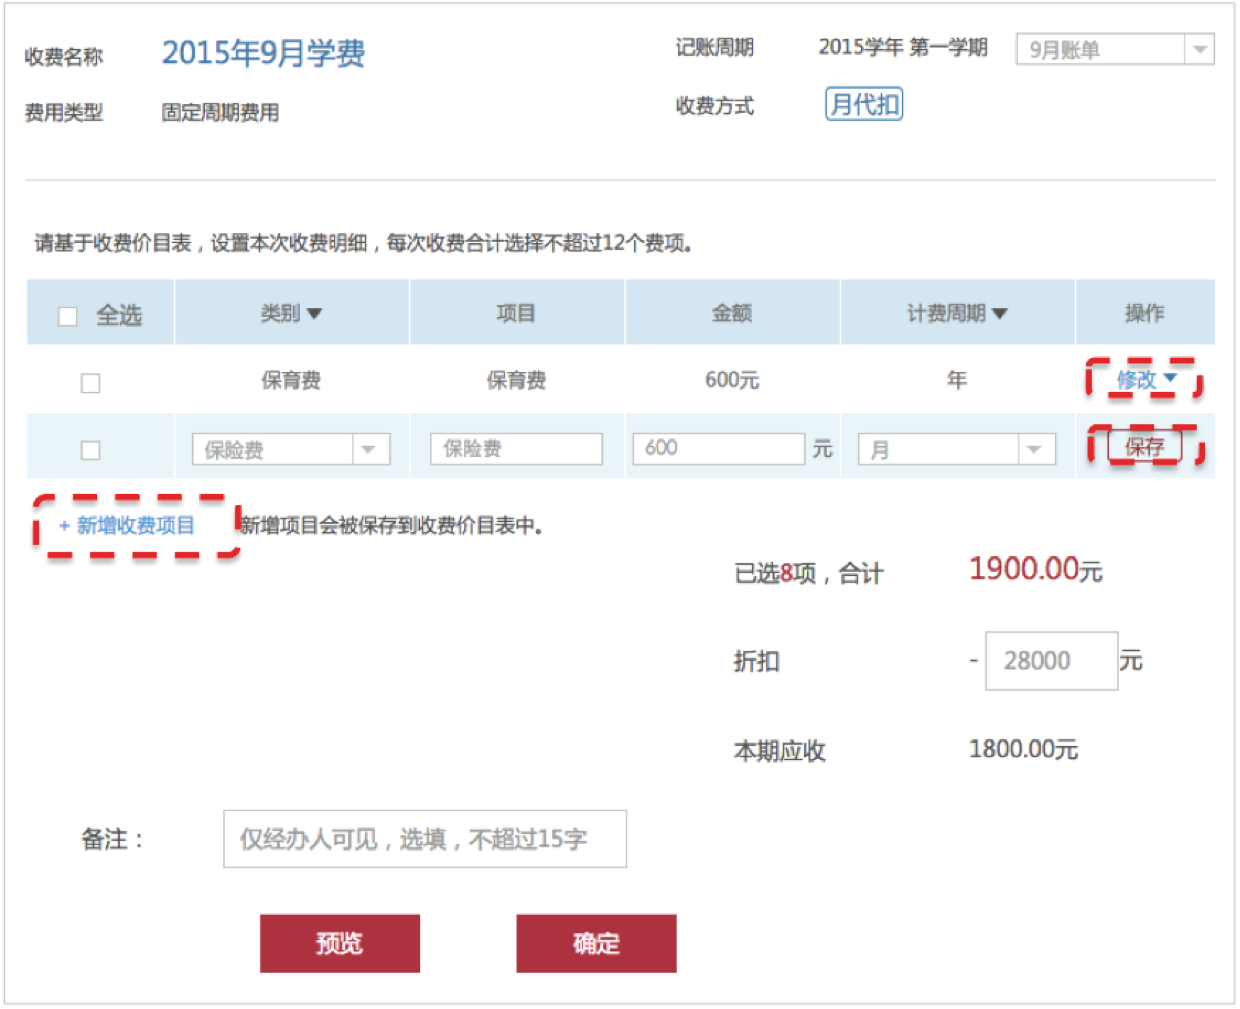 收费名称 2015年9月学费 记账周期 2015学年 第一学期 9月账单
费用类型 固定周期费用 收费方式 月代扣
请基于收费价目表，设置本次收费明细，每次收费合计选择不超过12个费项。
全选 类别▼ 项目 金额 计费周期▼ 操作
保育费 保育费 600元 年 修改▼
保险费 保险费 600 元 月 保存
+ 新增收费项目 新增项目会被保存到收费价目表中。
已选8项，合计 1900.00元
折扣 - 28000 元
本期应收 1800.00元
备注： 仅经办人可见，选填，不超过15字
预览 确定